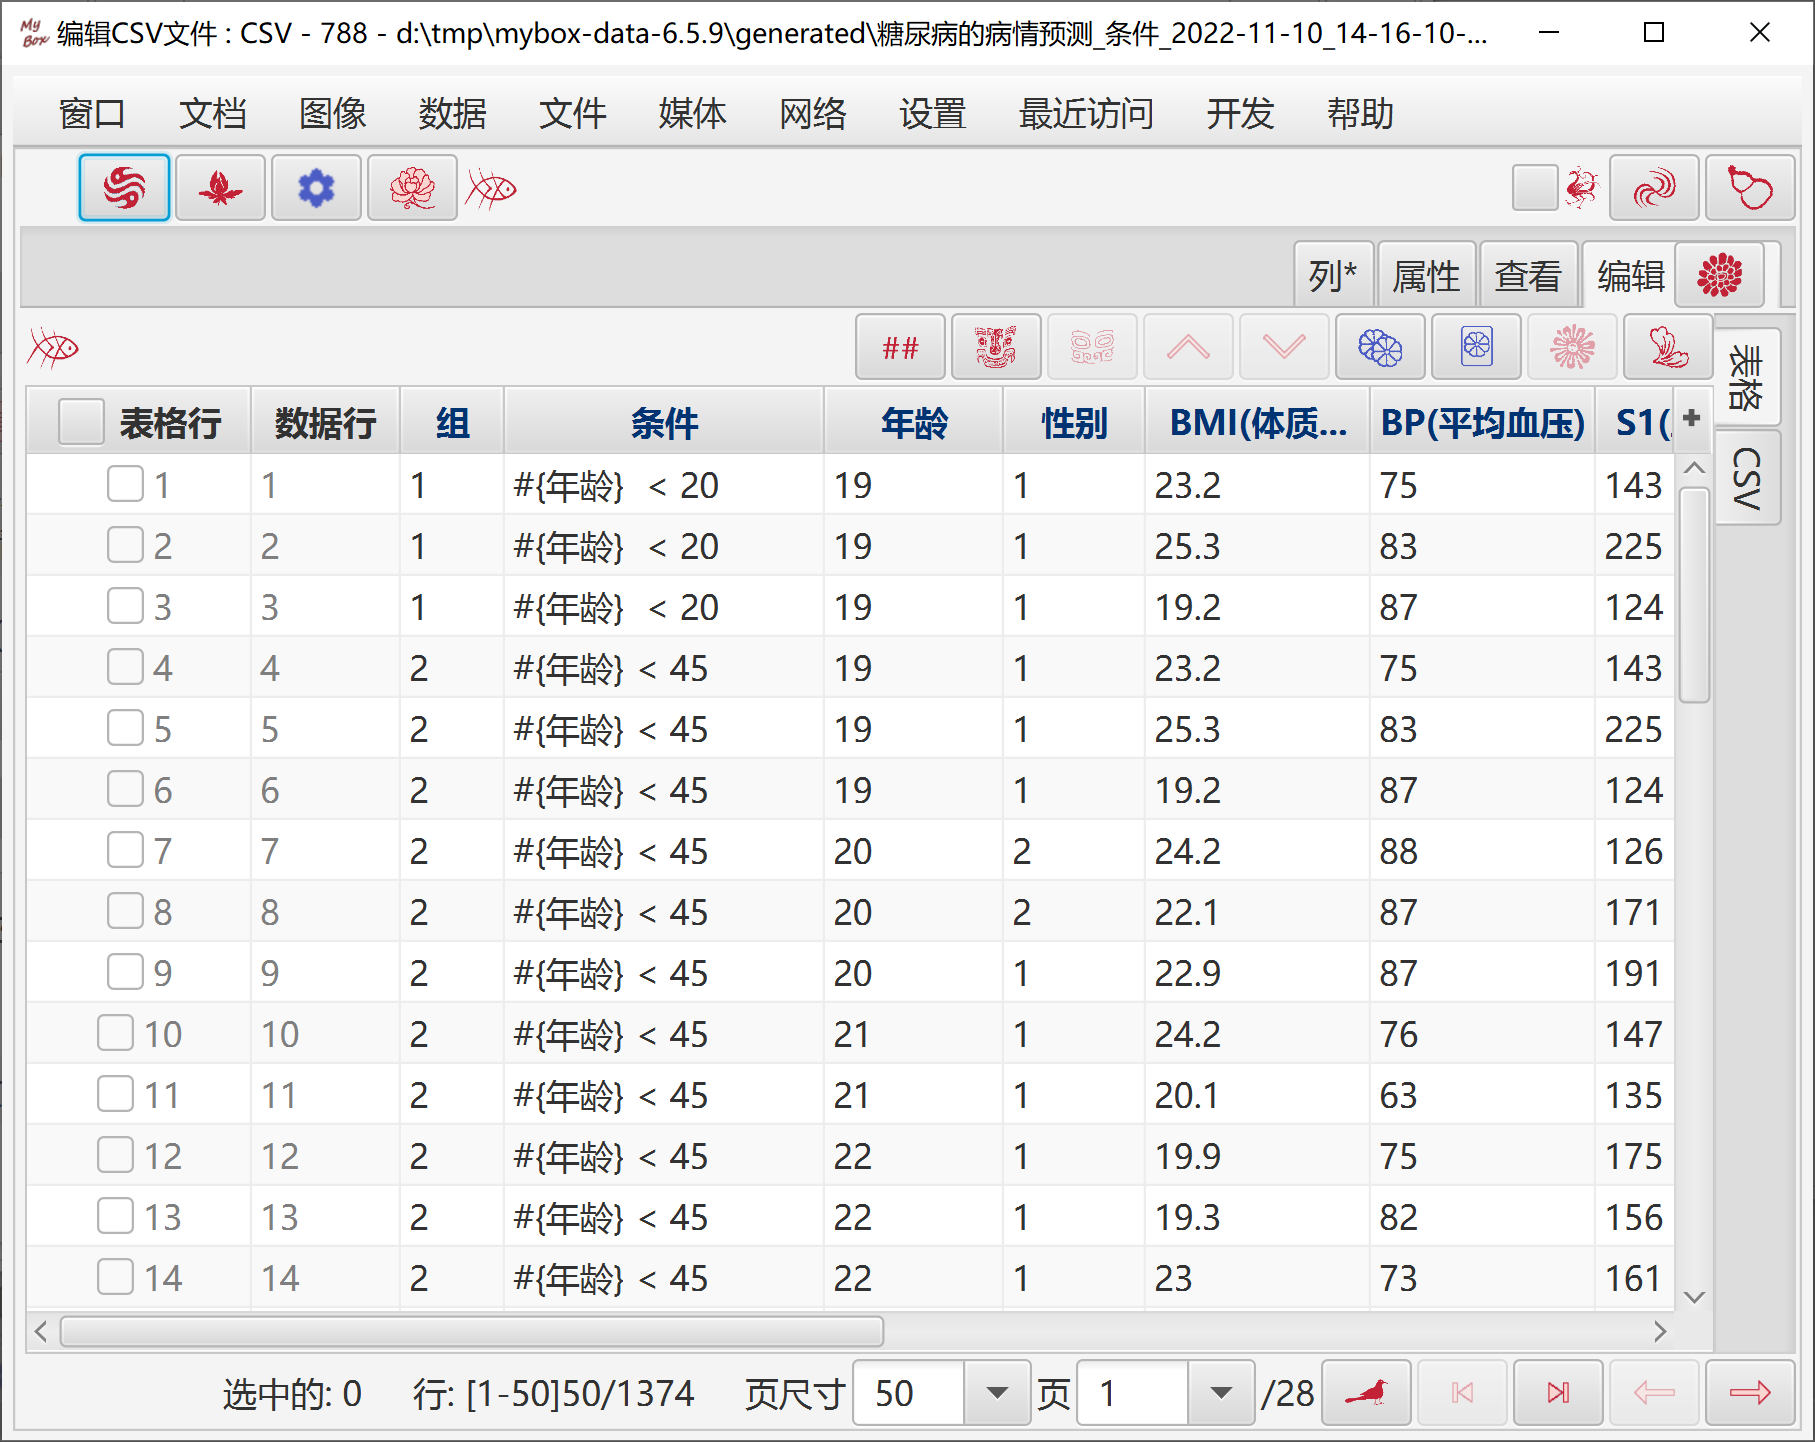 My Box 编辑CSV文件 : CSV - 788 - d:\tmp\mybox-data-6.5.9\generated\糖尿病的病情预测_条件_2022-11-10_14-16-10-...
窗口 文档 图像 数据 文件 媒体 网络 设置 最近访问 开发 帮助
列* 属性 查看 编辑
##
表格
CSV
表格行 数据行 组 条件 年龄 性别 BMI(体质... BP(平均血压) S1(
1 1 1 #{年龄} < 20 19 1 23.2 75 143
2 2 1 #{年龄} < 20 19 1 25.3 83 225
3 3 1 #{年龄} < 20 19 1 19.2 87 124
4 4 2 #{年龄} < 45 19 1 23.2 75 143
5 5 2 #{年龄} < 45 19 1 25.3 83 225
6 6 2 #{年龄} < 45 19 1 19.2 87 124
7 7 2 #{年龄} < 45 20 2 24.2 88 126
8 8 2 #{年龄} < 45 20 2 22.1 87 171
9 9 2 #{年龄} < 45 20 1 22.9 87 191
10 10 2 #{年龄} < 45 21 1 24.2 76 147
11 11 2 #{年龄} < 45 21 1 20.1 63 135
12 12 2 #{年龄} < 45 22 1 19.9 75 175
13 13 2 #{年龄} < 45 22 1 19.3 82 156
14 14 2 #{年龄} < 45 22 1 23 73 161
选中的: 0 行: [1-50]50/1374 页尺寸 50 页 1 /28